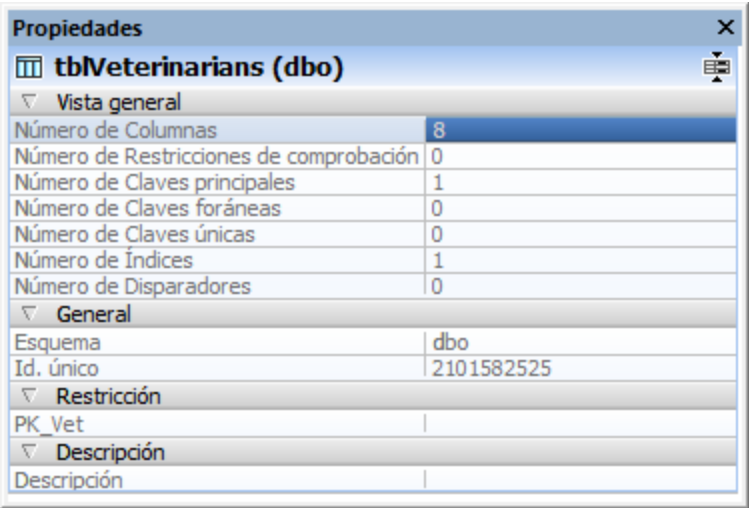 Propiedades
tblVeterinarians (dbo)
Vista general
Número de Columnas 8
Número de Restricciones de comprobación 0
Número de Claves principales 1
Número de Claves foráneas 0
Número de Claves únicas 0
Número de Índices 1
Número de Disparadores 0
General
Esquema dbo
Id. único 2101582525
Restricción
PK_Vet
Descripción
Descripción